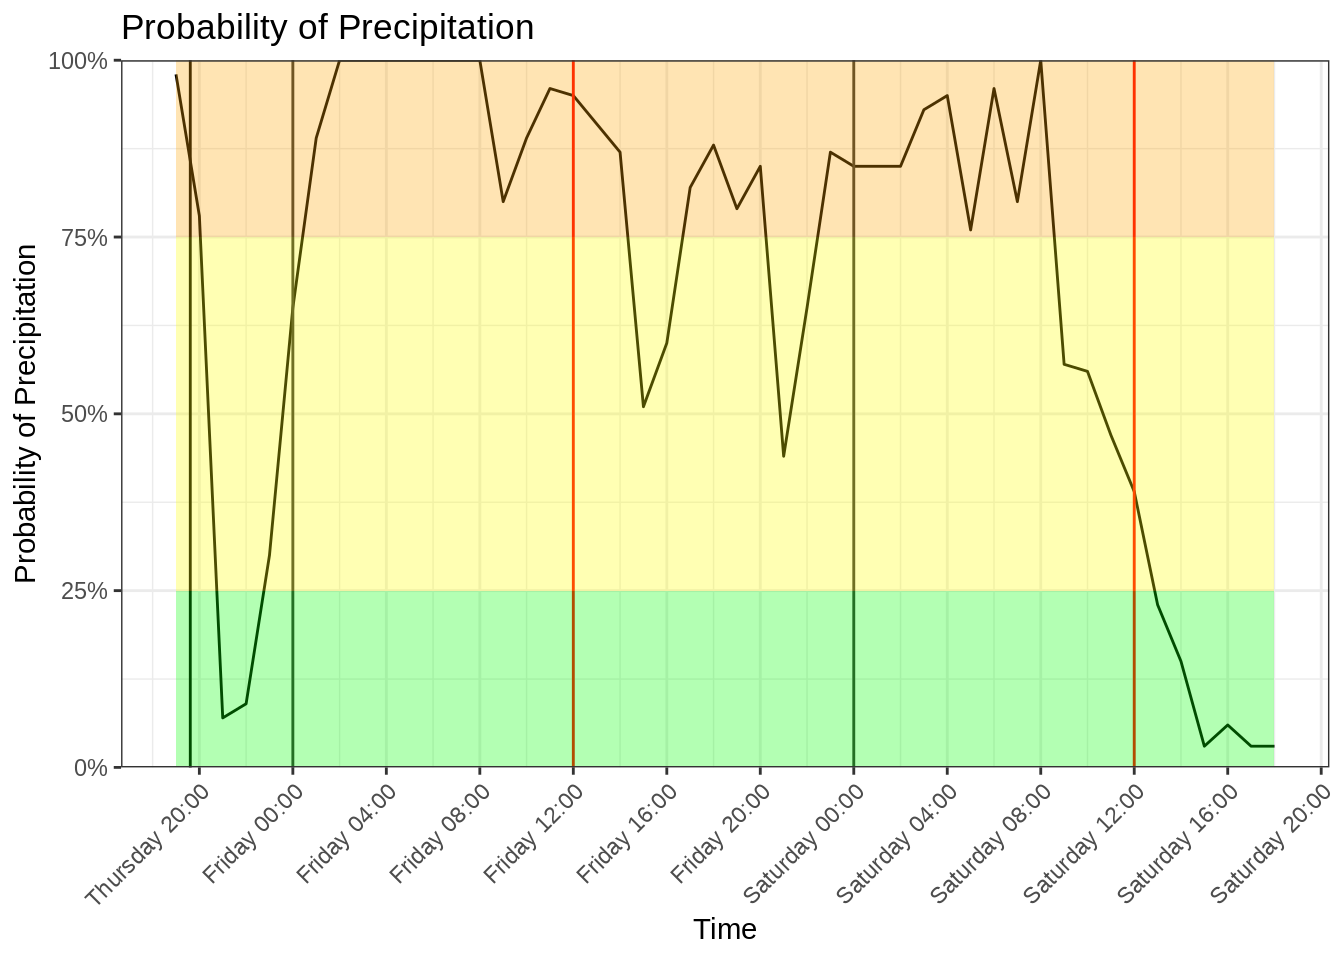 Probability of Precipitation
100%
75%
50%
25%
0%
Probability of Precipitation
Thursday 20:00
Friday 00:00
Friday 04:00
Friday 08:00
Friday 12:00
Friday 16:00
Friday 20:00
Saturday 00:00
Saturday 04:00
Saturday 08:00
Saturday 12:00
Saturday 16:00
Saturday 20:00
Time